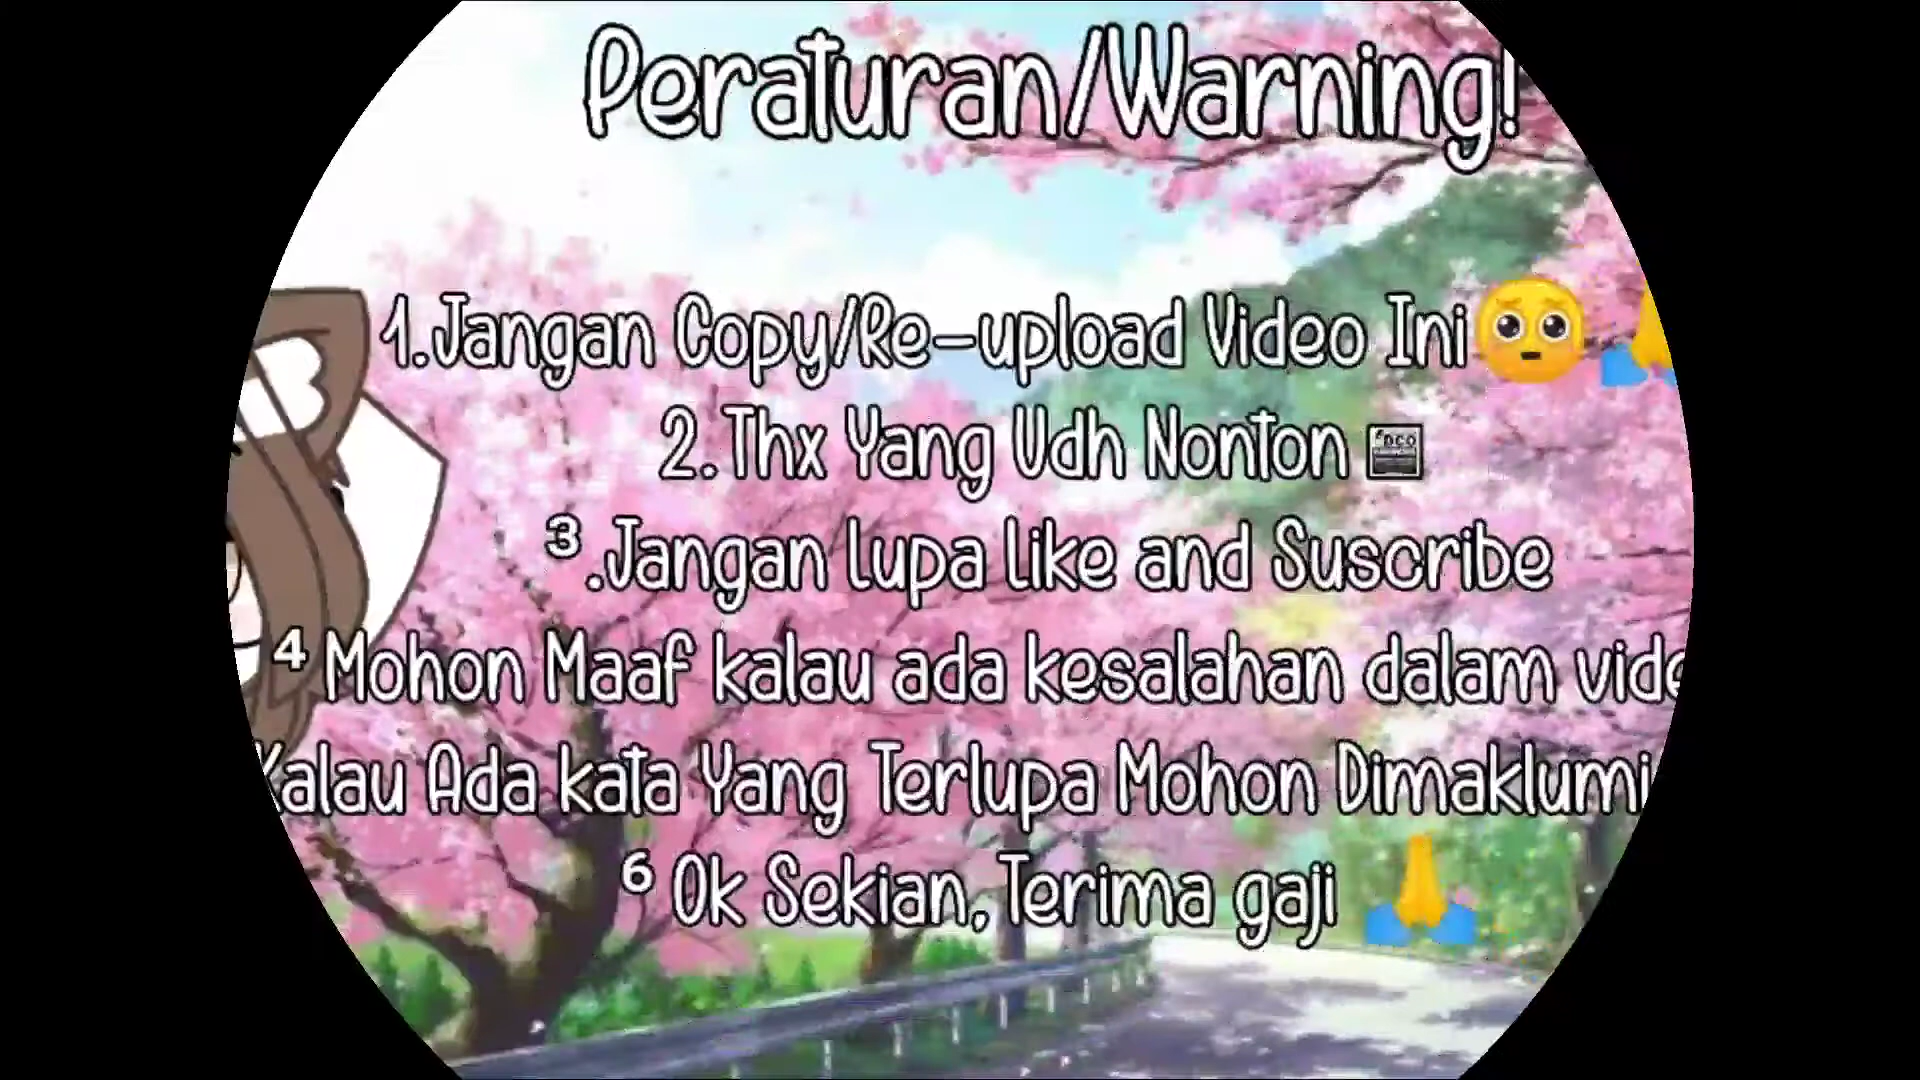 Peraturan/Warning!
1.Jangan Copy/Re-upload Video Ini🥺🙏
2.Thx Yang Udh Nonton
³.Jangan lupa like and Suscribe
⁴ Mohon Maaf kalau ada kesalahan dalam
Kalau Ada kata Yang Terlupa Mohon Dimaklumi
⁶ Ok Sekian, Terima gaji 🙏